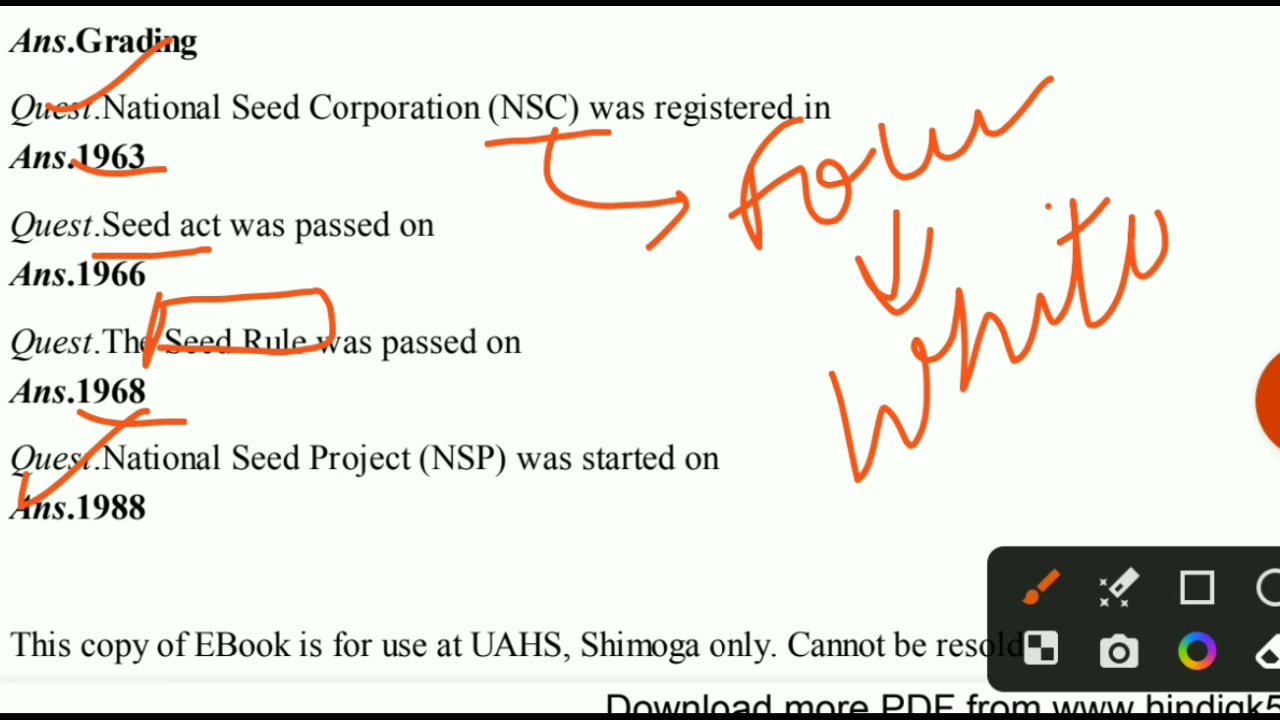 Ans.Grading
Quest.National Seed Corporation (NSC) was registered in
Ans.1963
Quest.Seed act was passed on
Ans.1966
Quest.The Seed Rule was passed on
Ans.1968
Quest.National Seed Project (NSP) was started on
Ans.1988
Foun
White
This copy of EBook is for use at UAHS, Shimoga only. Cannot be resold
Download more PDF from www.hindigk5